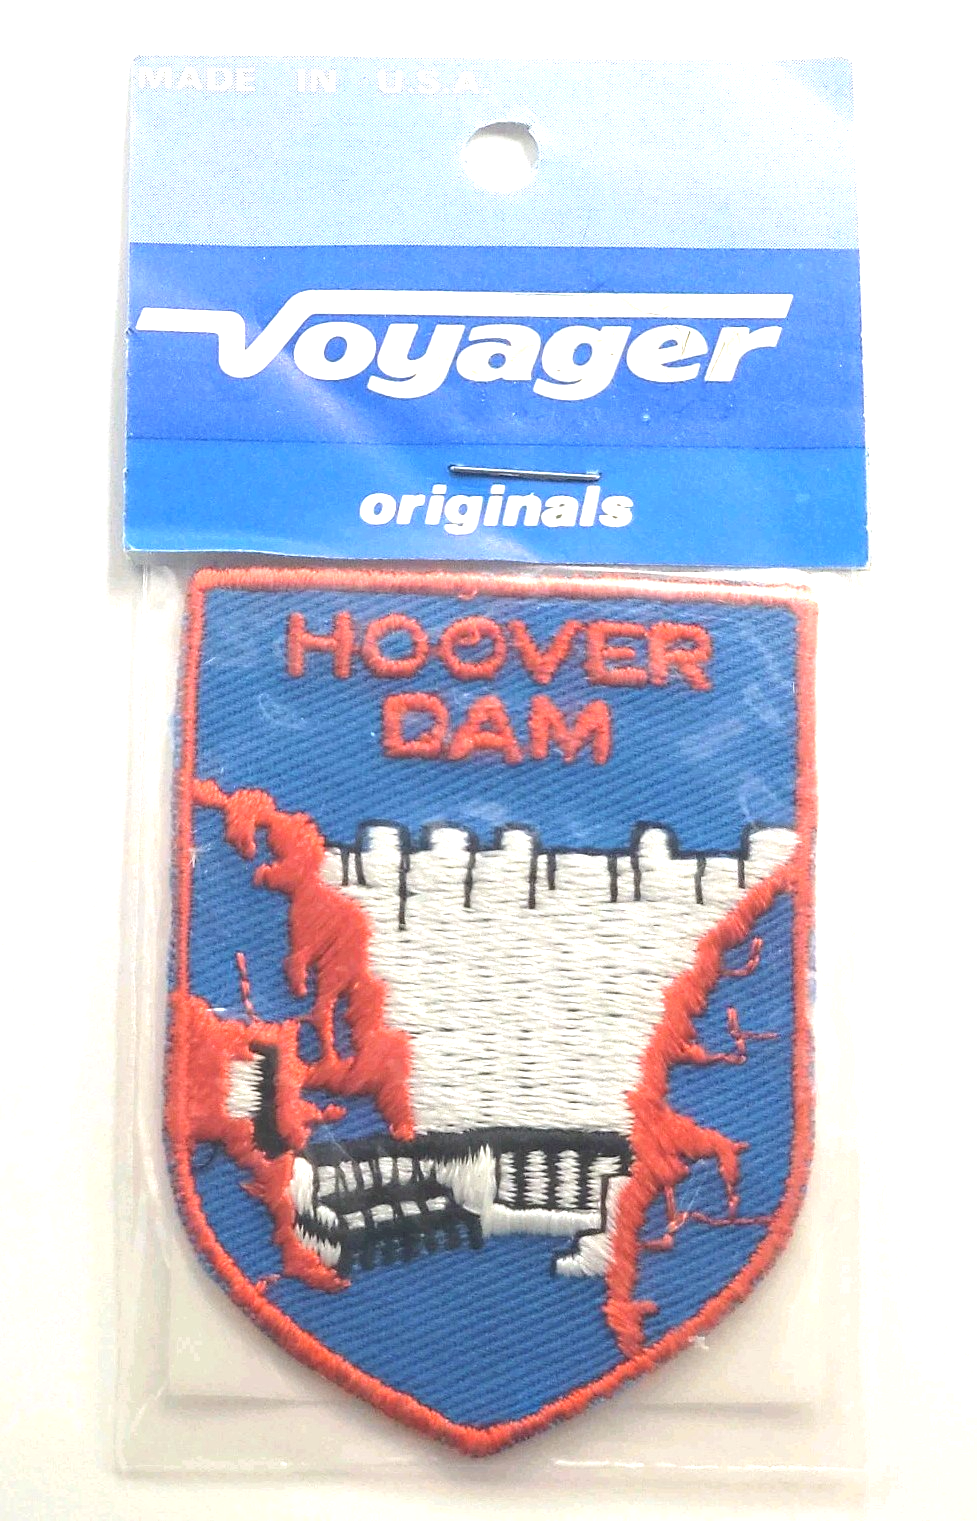 MADE IN U.S.A.
Voyager
originals
HOOVER
DAM